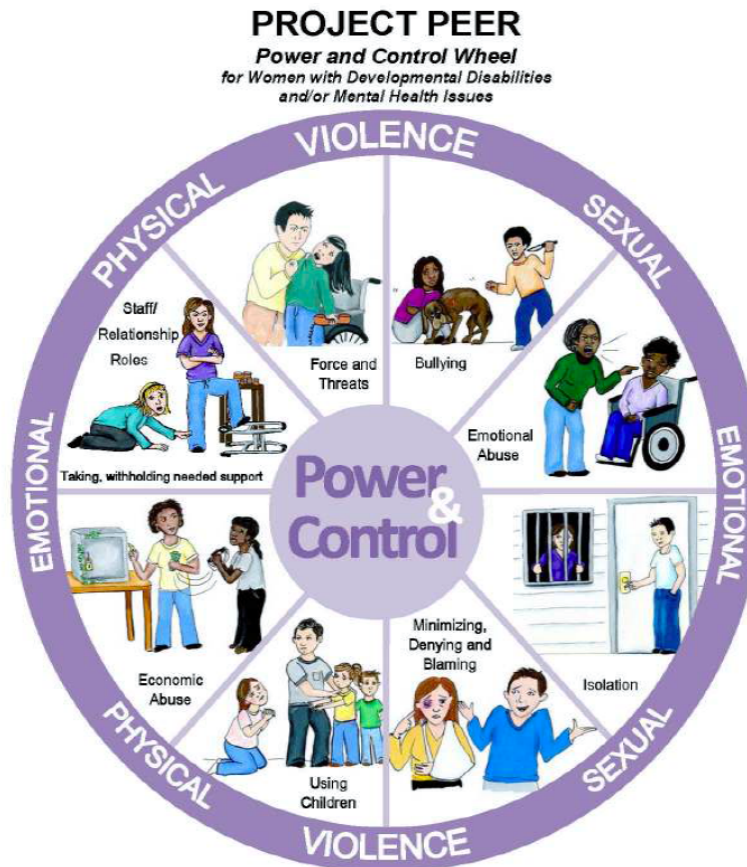 PROJECT PEER
Power and Control Wheel
for Women with Developmental Disabilities
and/or Mental Health Issues
VIOLENCE
PHYSICAL
SEXUAL
Staff/
Relationship
Roles
Force and
Threats
Bullying
Emotional
Abuse
Taking, withholding needed support
EMOTIONAL
EMOTIONAL
Power
&
Control
Economic
Abuse
Using
Children
Minimizing,
Denying and
Blaming
Isolation
PHYSICAL
SEXUAL
VIOLENCE